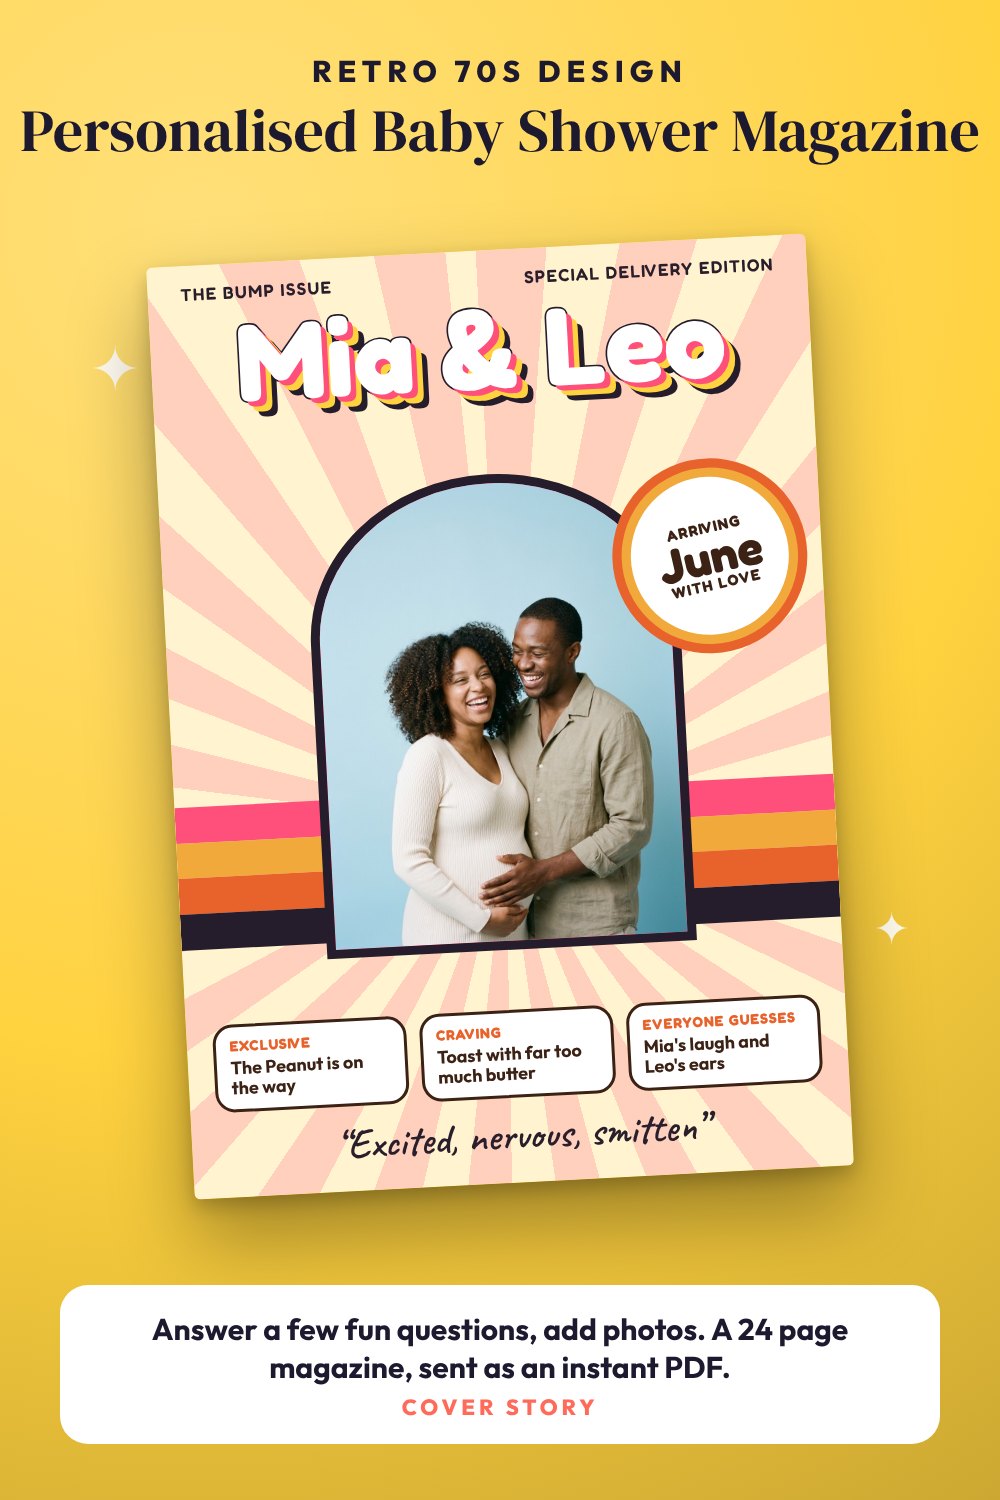 RETRO 70S DESIGN
Personalised Baby Shower Magazine
THE BUMP ISSUE
SPECIAL DELIVERY EDITION
Mia & Leo
ARRIVING
June
WITH LOVE
EXCLUSIVE
The Peanut is on
the way
CRAVING
Toast with far too
much butter
EVERYONE GUESSES
Mia's laugh and
Leo's ears
“Excited, nervous, smitten”
Answer a few fun questions, add photos. A 24 page
magazine, sent as an instant PDF.
COVER STORY